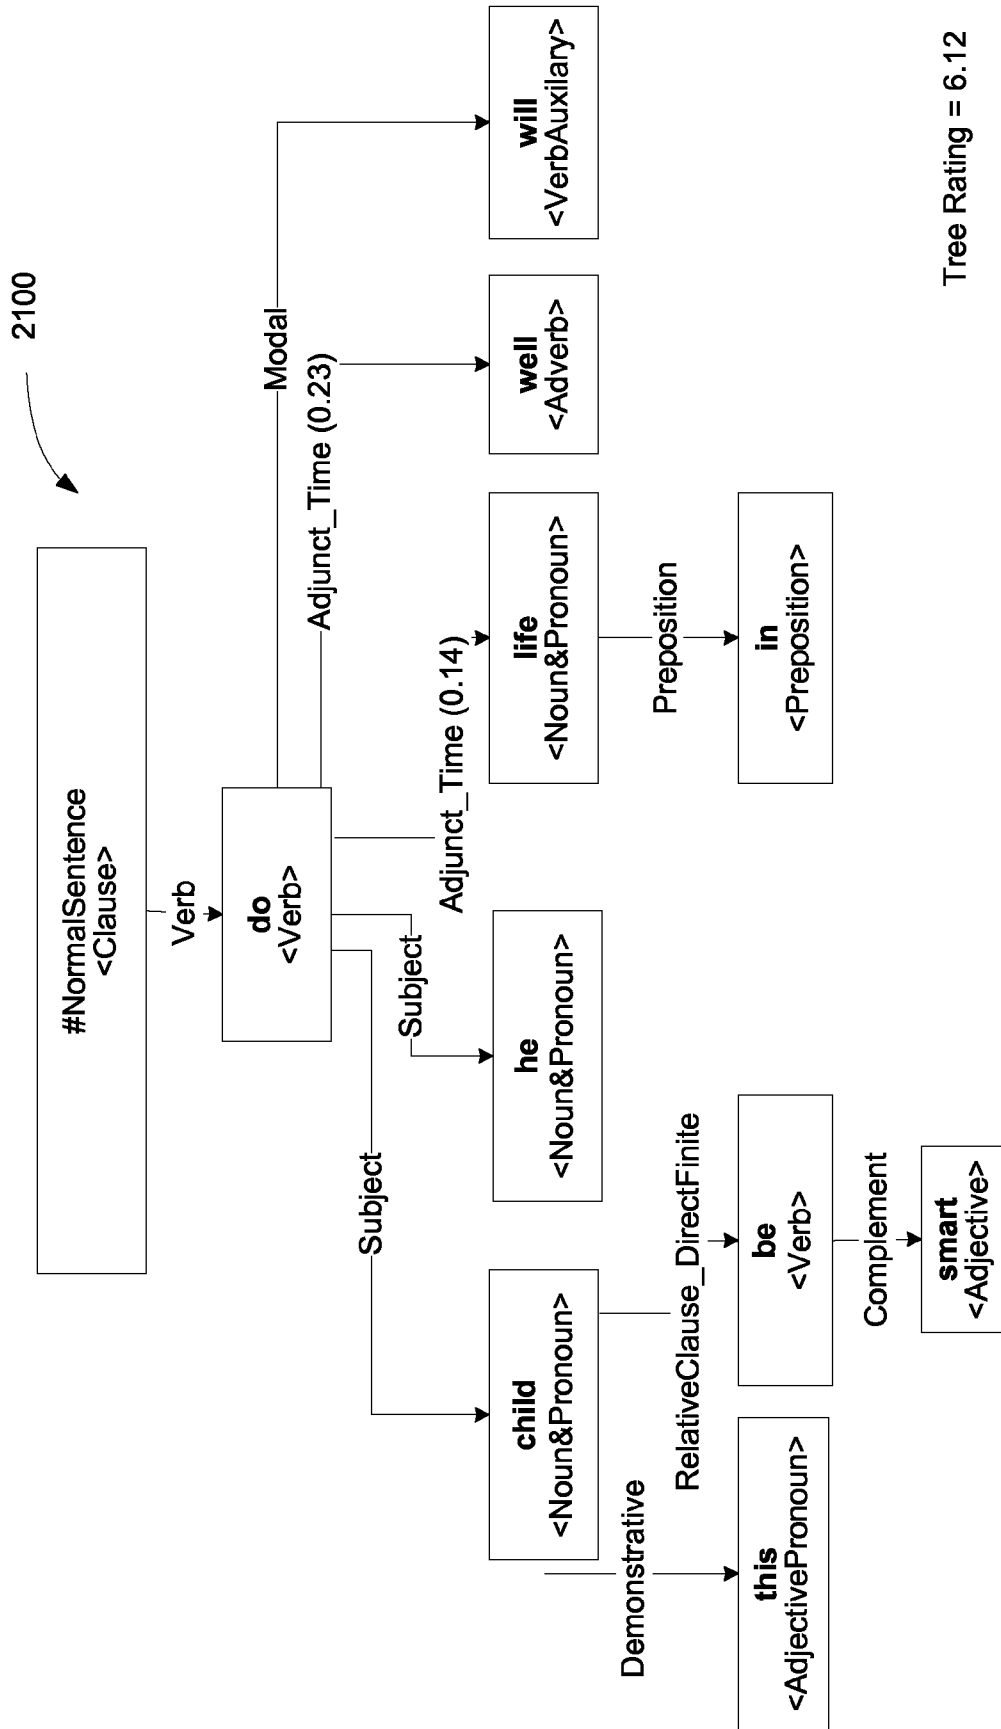 2100
#NormalSentence
<Clause>
Verb
do
<Verb>
Subject
Subject
Adjunct_Time (0.14)
Adjunct_Time (0.23)
Modal
child
<Noun&Pronoun>
he
<Noun&Pronoun>
life
<Noun&Pronoun>
well
<Adverb>
will
<VerbAuxilary>
Demonstrative
RelativeClause_DirectFinite
Preposition
this
<AdjectivePronoun>
be
<Verb>
in
<Preposition>
Complement
smart
<Adjective>
Tree Rating = 6.12